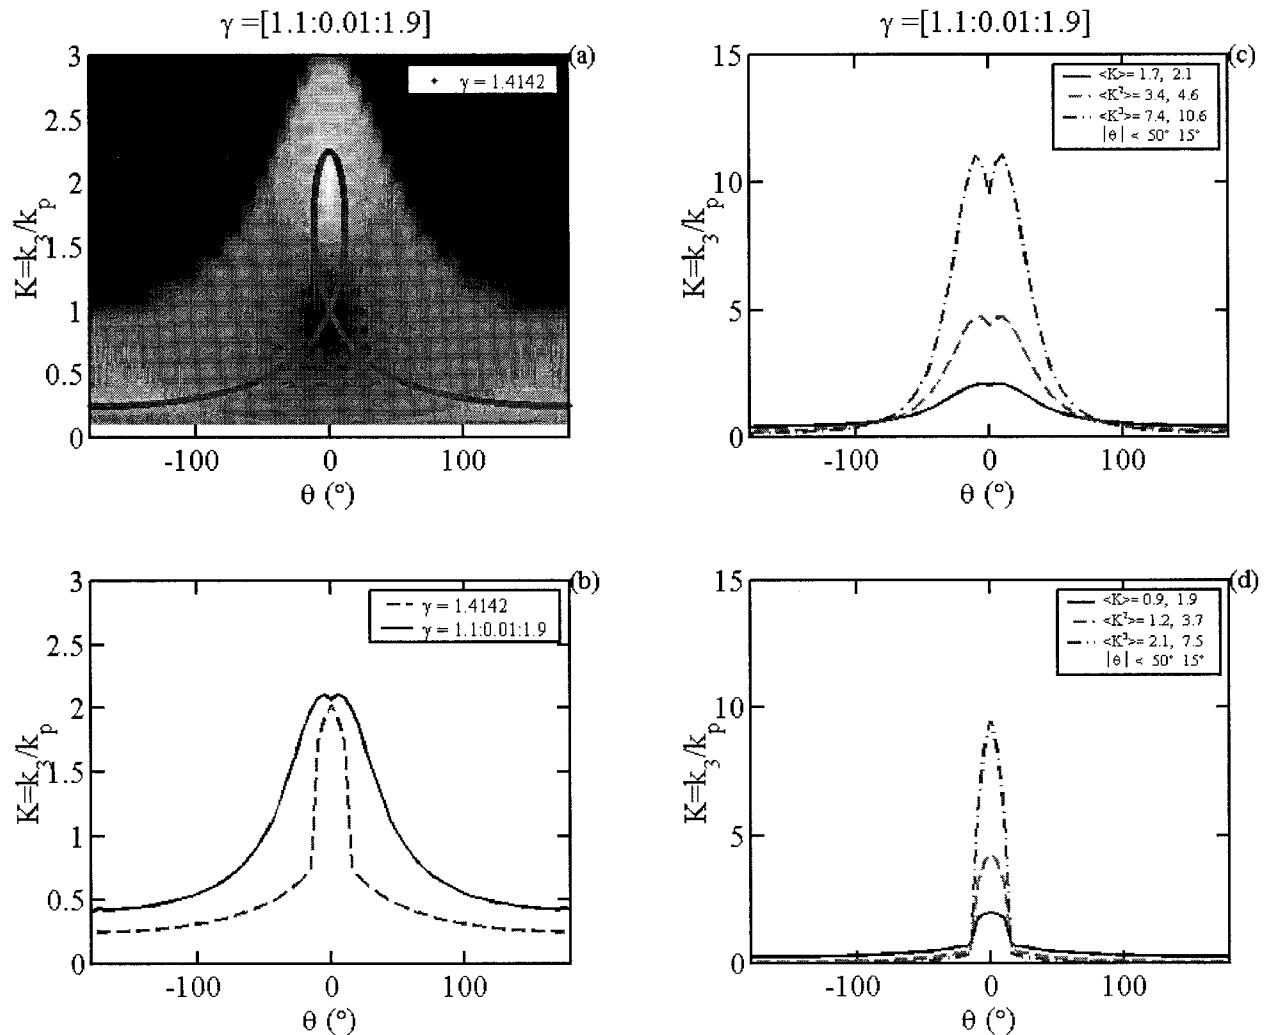 γ =[1.1:0.01:1.9]
(a)
γ = 1.4142
3
2.5
2
1.5
1
0.5
0
K=k₃/kₚ
-100 0 100
θ (°)
γ =[1.1:0.01:1.9]
(c)
<K>= 1.7, 2.1
<K²>= 3.4, 4.6
<K³>= 7.4, 10.6
|θ| < 50° 15°
15
10
5
0
K=k₃/kₚ
-100 0 100
θ (°)
(b)
γ = 1.4142
γ = 1.1:0.01:1.9
3
2.5
2
1.5
1
0.5
0
K=k₃/kₚ
-100 0 100
θ (°)
(d)
<K>= 0.9, 1.9
<K²>= 1.2, 3.7
<K³>= 2.1, 7.5
|θ| < 50° 15°
15
10
5
0
K=k₃/kₚ
-100 0 100
θ (°)